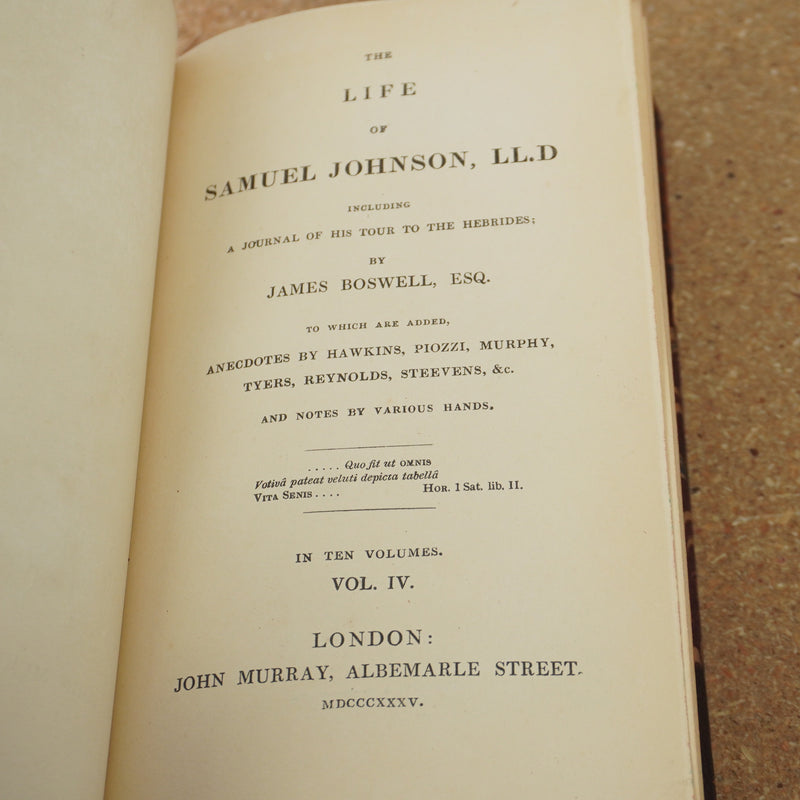 THE
LIFE
OF
SAMUEL JOHNSON, LL.D
INCLUDING
A JOURNAL OF HIS TOUR TO THE HEBRIDES;
BY
JAMES BOSWELL, ESQ.
TO WHICH ARE ADDED,
ANECDOTES BY HAWKINS, PIOZZI, MURPHY,
TYERS, REYNOLDS, STEEVENS, &c.
AND NOTES BY VARIOUS HANDS.
. . . . . Quo fit ut OMNIS
Votivâ pateat veluti depicta tabellâ
VITA SENIS . . . .
HOR. 1 Sat. lib. II.
IN TEN VOLUMES.
VOL. IV.
LONDON:
JOHN MURRAY, ALBEMARLE STREET.
MDCCCXXXV.